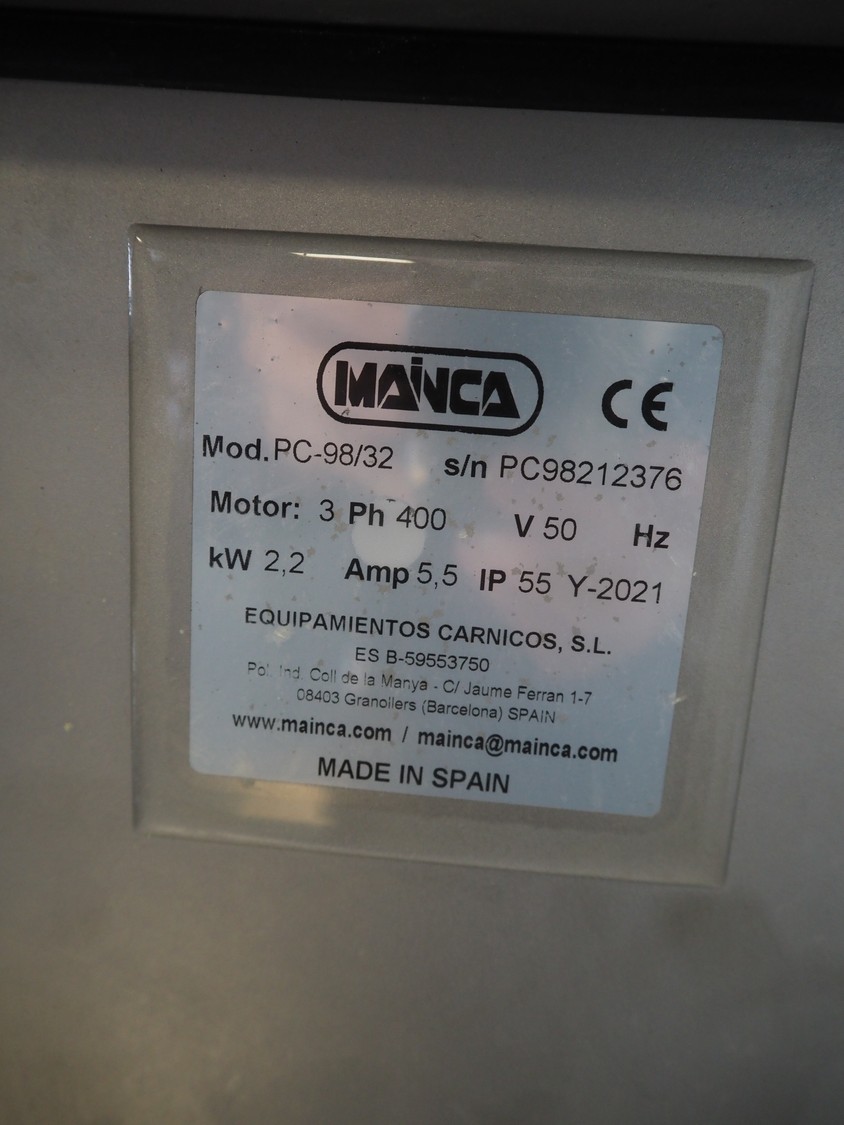 MAINCA CE
Mod. PC-98/32 s/n PC98212376
Motor: 3 Ph 400 V 50 Hz
kW 2,2 Amp 5,5 IP 55 Y-2021
EQUIPAMIENTOS CARNICOS, S.L.
ES B-59553750
Pol. Ind. Coll de la Manya - C/ Jaume Ferran 1-7
08403 Granollers (Barcelona) SPAIN
www.mainca.com / mainca@mainca.com
MADE IN SPAIN